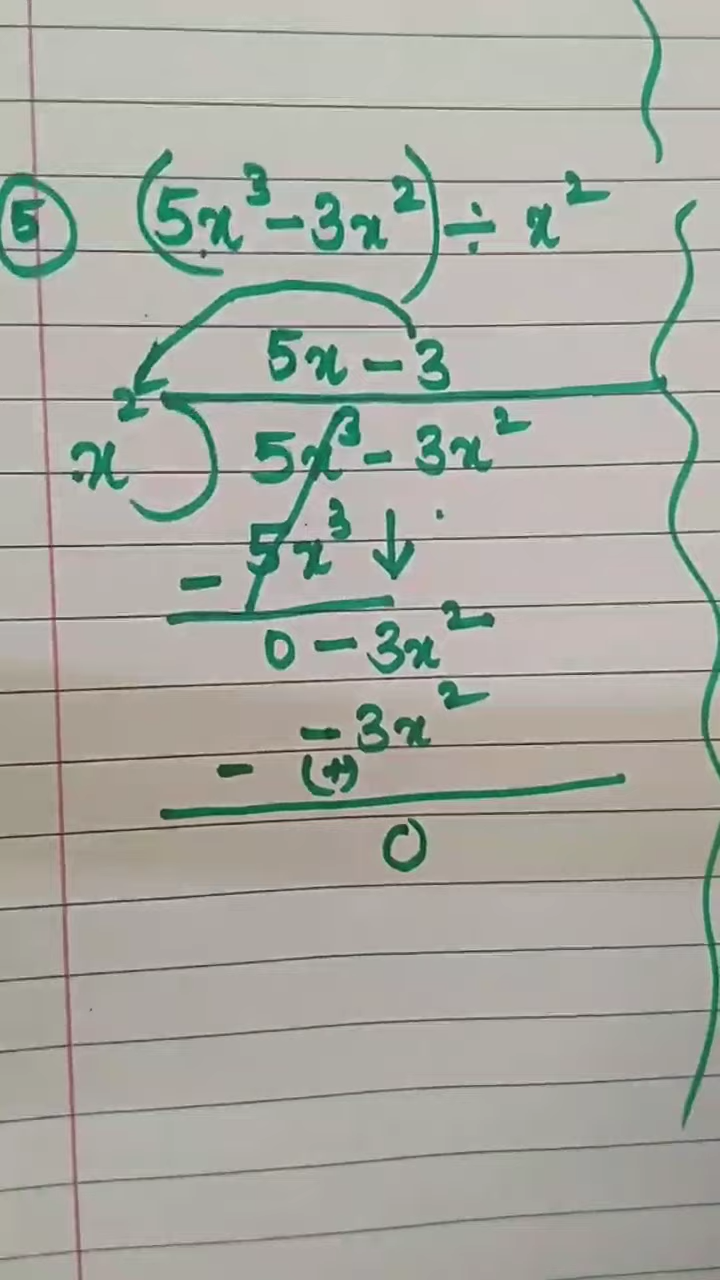 5 (5x³-3x²) ÷ x²
5x - 3
x² ) 5x³ - 3x²
- 5x³ ↓
0 - 3x²
- 3x²
- (+)
0